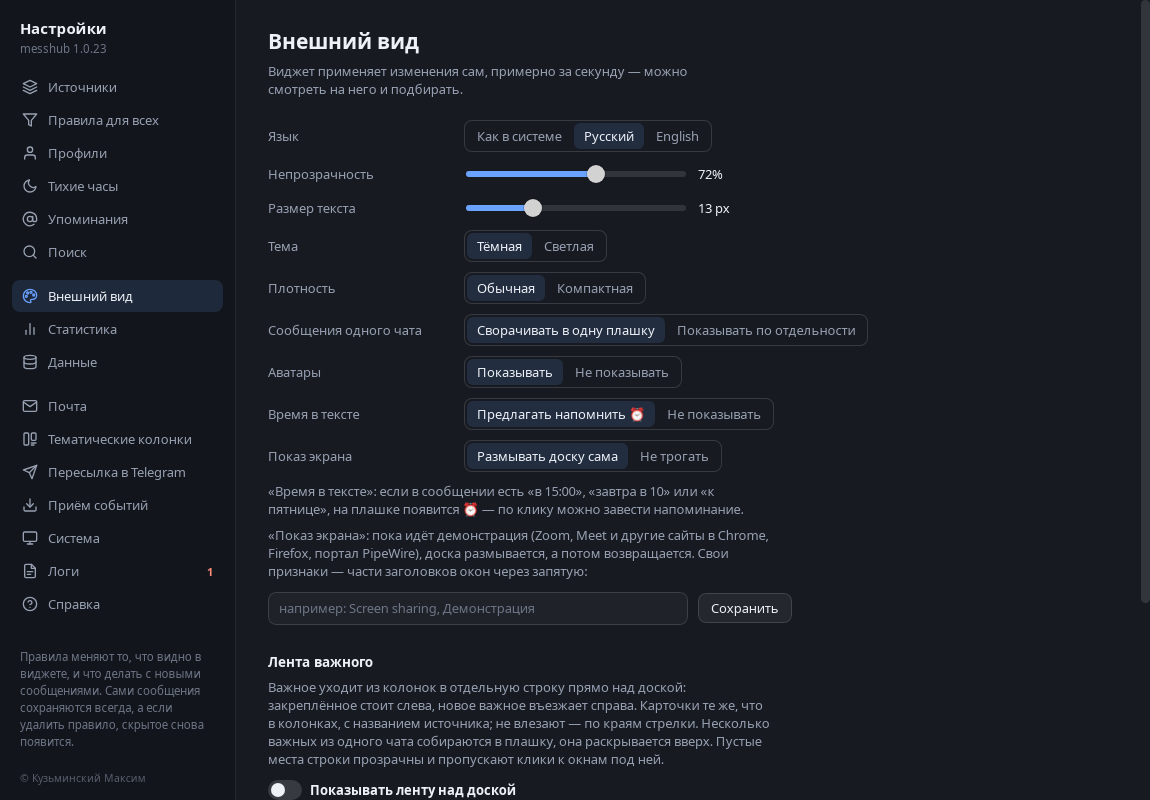 Настройки
messhub 1.0.23
Источники
Правила для всех
Профили
Тихие часы
Упоминания
Поиск
Внешний вид
Статистика
Данные
Почта
Тематические колонки
Пересылка в Telegram
Приём событий
Система
Логи 1
Справка
Правила меняют то, что видно в
виджете, и что делать с новыми
сообщениями. Сами сообщения
сохраняются всегда, а если
удалить правило, скрытое снова
появится.
© Кузьминский Максим
Внешний вид
Виджет применяет изменения сам, примерно за секунду — можно
смотреть на него и подбирать.
Язык Как в системе Русский English
Непрозрачность 72%
Размер текста 13 px
Тема Тёмная Светлая
Плотность Обычная Компактная
Сообщения одного чата Сворачивать в одну плашку Показывать по отдельности
Аватары Показывать Не показывать
Время в тексте Предлагать напомнить ⏰ Не показывать
Показ экрана Размывать доску сама Не трогать
«Время в тексте»: если в сообщении есть «в 15:00», «завтра в 10» или «к
пятнице», на плашке появится ⏰ — по клику можно завести напоминание.
«Показ экрана»: пока идёт демонстрация (Zoom, Meet и другие сайты в Chrome,
Firefox, портал PipeWire), доска размывается, а потом возвращается. Свои
признаки — части заголовков окон через запятую:
например: Screen sharing, Демонстрация Сохранить
Лента важного
Важное уходит из колонок в отдельную строку прямо над доской:
закреплённое стоит слева, новое важное въезжает справа. Карточки те же, что
в колонках, с названием источника; не влезают — по краям стрелки. Несколько
важных из одного чата собираются в плашку, она раскрывается вверх. Пустые
места строки прозрачны и пропускают клики к окнам под ней.
Показывать ленту над доской